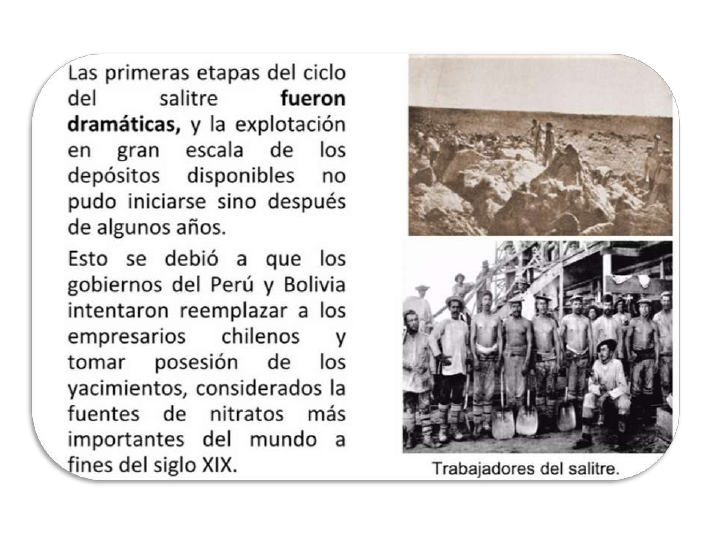 Las primeras etapas del ciclo
del salitre fueron
dramáticas, y la explotación
en gran escala de los
depósitos disponibles no
pudo iniciarse sino después
de algunos años.
Esto se debió a que los
gobiernos del Perú y Bolivia
intentaron reemplazar a los
empresarios chilenos y
tomar posesión de los
yacimientos, considerados la
fuentes de nitratos más
importantes del mundo a
fines del siglo XIX.
Trabajadores del salitre.